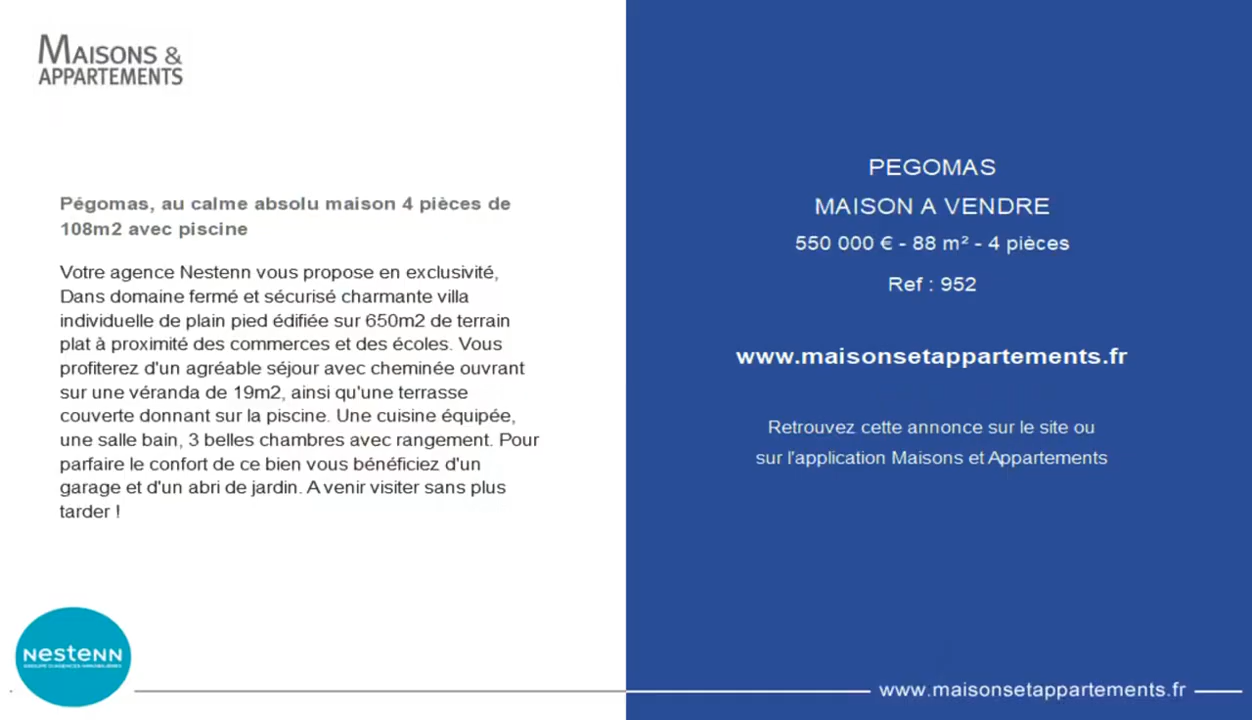 MAISONS &
APPARTEMENTS
Pégomas, au calme absolu maison 4 pièces de
108m2 avec piscine
Votre agence Nestenn vous propose en exclusivité,
Dans domaine fermé et sécurisé charmante villa
individuelle de plain pied édifiée sur 650m2 de terrain
plat à proximité des commerces et des écoles. Vous
profiterez d'un agréable séjour avec cheminée ouvrant
sur une véranda de 19m2, ainsi qu'une terrasse
couverte donnant sur la piscine. Une cuisine équipée,
une salle bain, 3 belles chambres avec rangement. Pour
parfaire le confort de ce bien vous bénéficiez d'un
garage et d'un abri de jardin. A venir visiter sans plus
tarder !
nestenn
GROUPE D'AGENCES IMMOBILIÈRES
PEGOMAS
MAISON A VENDRE
550 000 € - 88 m² - 4 pièces
Ref : 952
www.maisonsetappartements.fr
Retrouvez cette annonce sur le site ou
sur l'application Maisons et Appartements
www.maisonsetappartements.fr